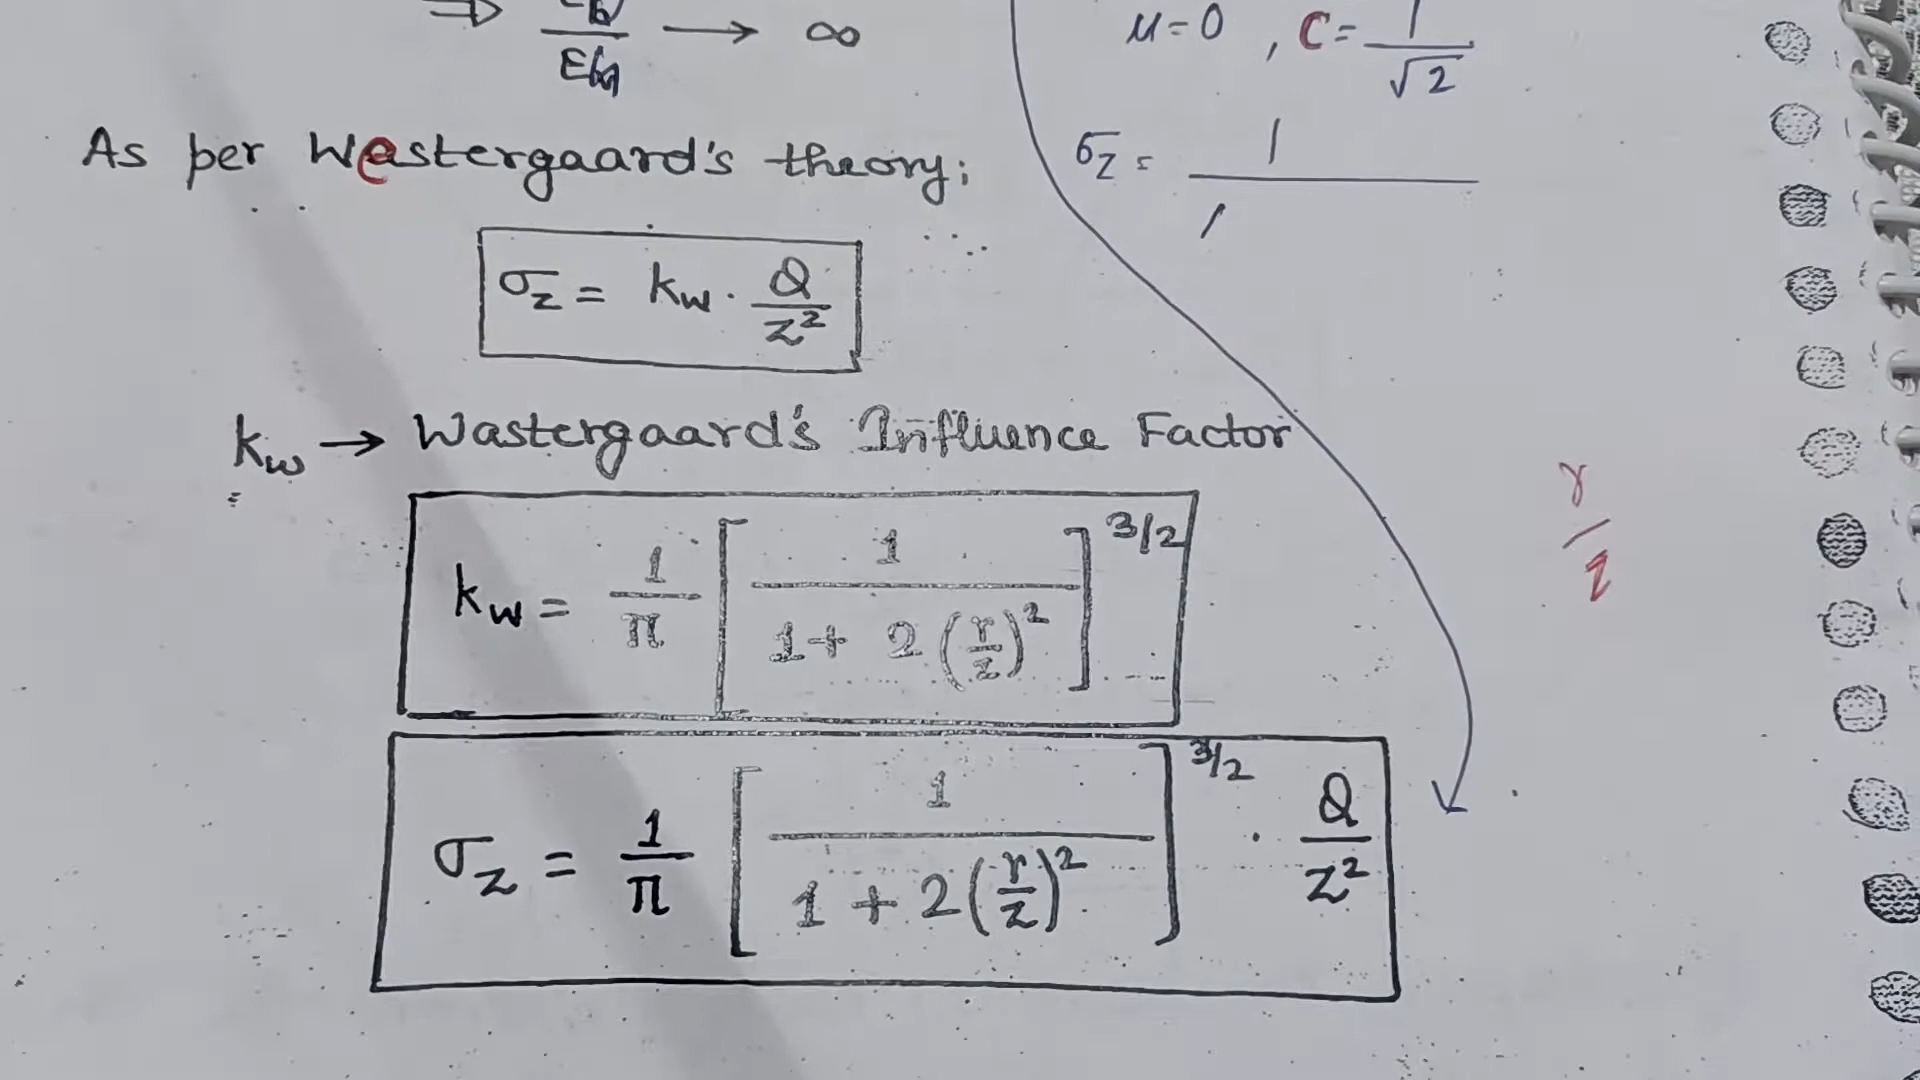 ⇒ /E(h) → ∞
μ=0 , C= 1/√2
As per Westergaard's theory;
σz = 1/
σz = kw . Q/z²
kw → Wastergaard's Influence Factor
kw = 1/π [ 1 / 1+ 2 (r/z)² ]^3/2
r/z
σz = 1/π [ 1 / 1 + 2 (r/z)² ]^3/2 . Q/z²